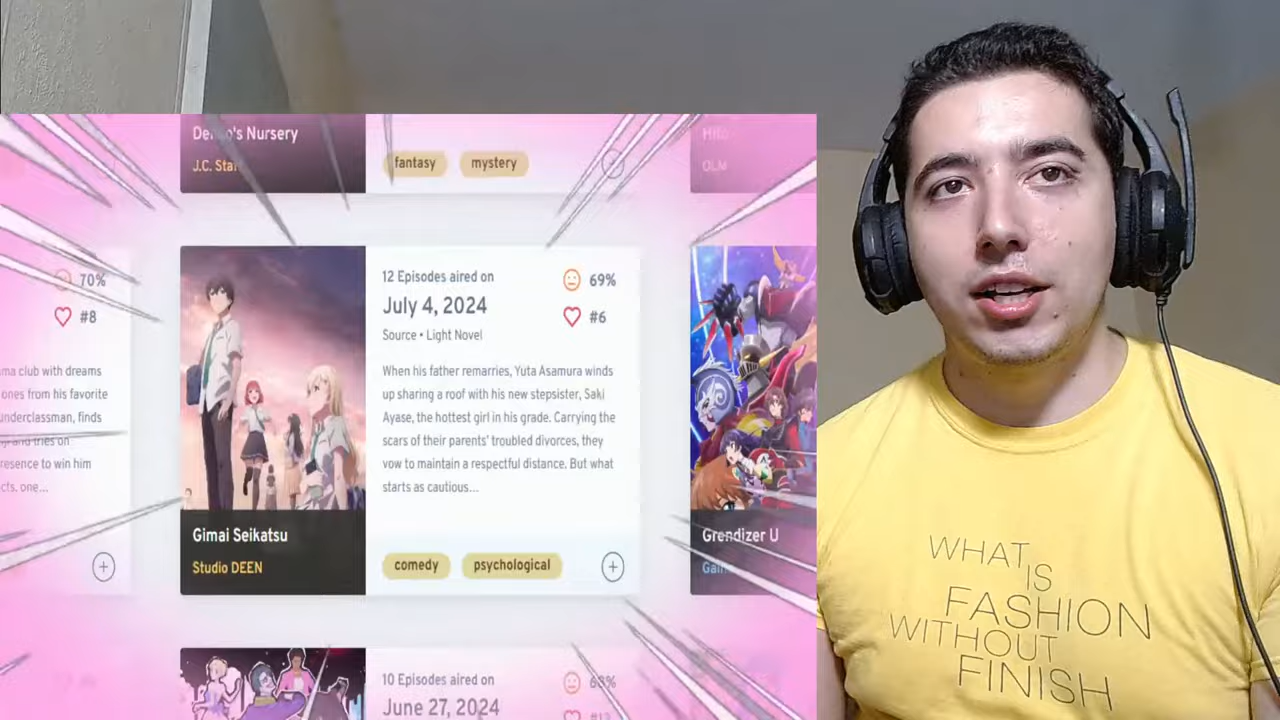 Nursery
J.C. Staf
fantasy
mystery
OLM
70%
#8
ma club with dreams
ones from his favorite
underclassman, finds
tries on
resence to win him
cts. one...
12 Episodes aired on
July 4, 2024
Source • Light Novel
69%
#6
When his father remarries, Yuta Asamura winds
up sharing a roof with his new stepsister, Saki
Ayase, the hottest girl in his grade. Carrying the
scars of their parents' troubled divorces, they
vow to maintain a respectful distance. But what
starts as cautious...
Gimai Seikatsu
Studio DEEN
comedy
psychological
Grendizer U
10 Episodes aired on
June 27, 2024
WHAT
IS
FASHION
WITHOUT
FINISH